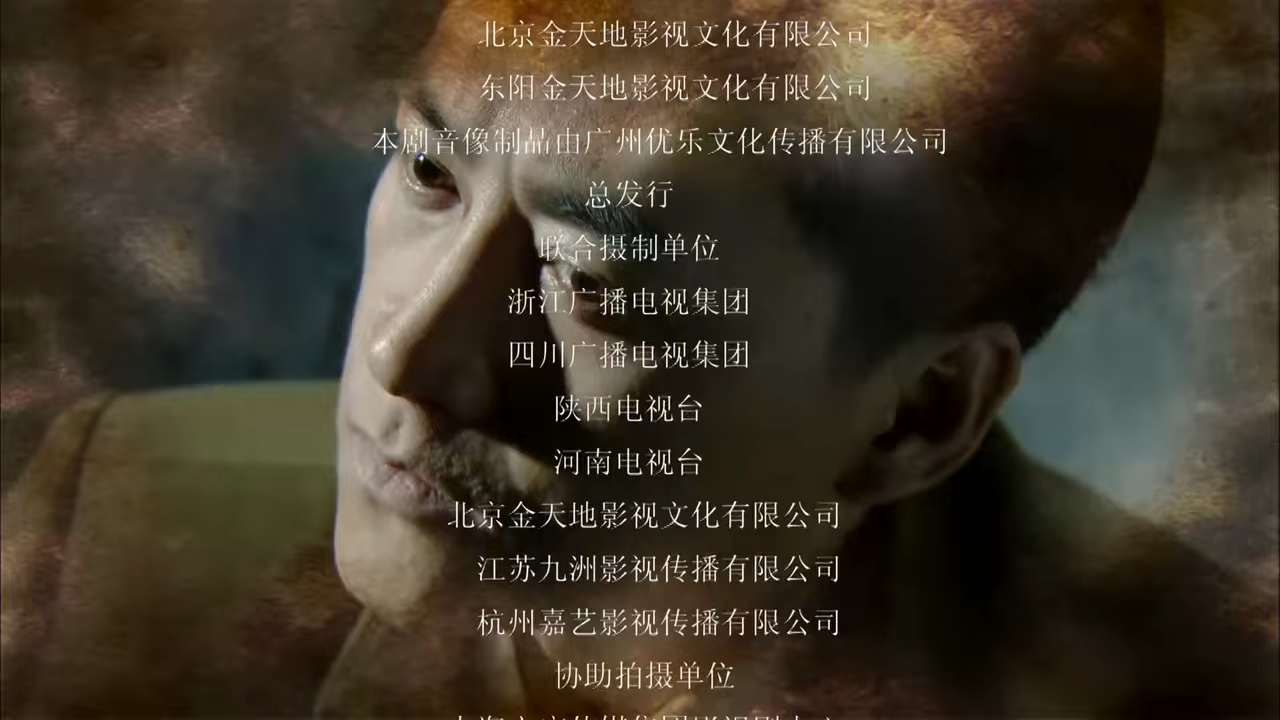 北京金天地影视文化有限公司
东阳金天地影视文化有限公司
本剧音像制品由广州优乐文化传播有限公司
总发行
联合摄制单位
浙江广播电视集团
四川广播电视集团
陕西电视台
河南电视台
北京金天地影视文化有限公司
江苏九洲影视传播有限公司
杭州嘉艺影视传播有限公司
协助拍摄单位